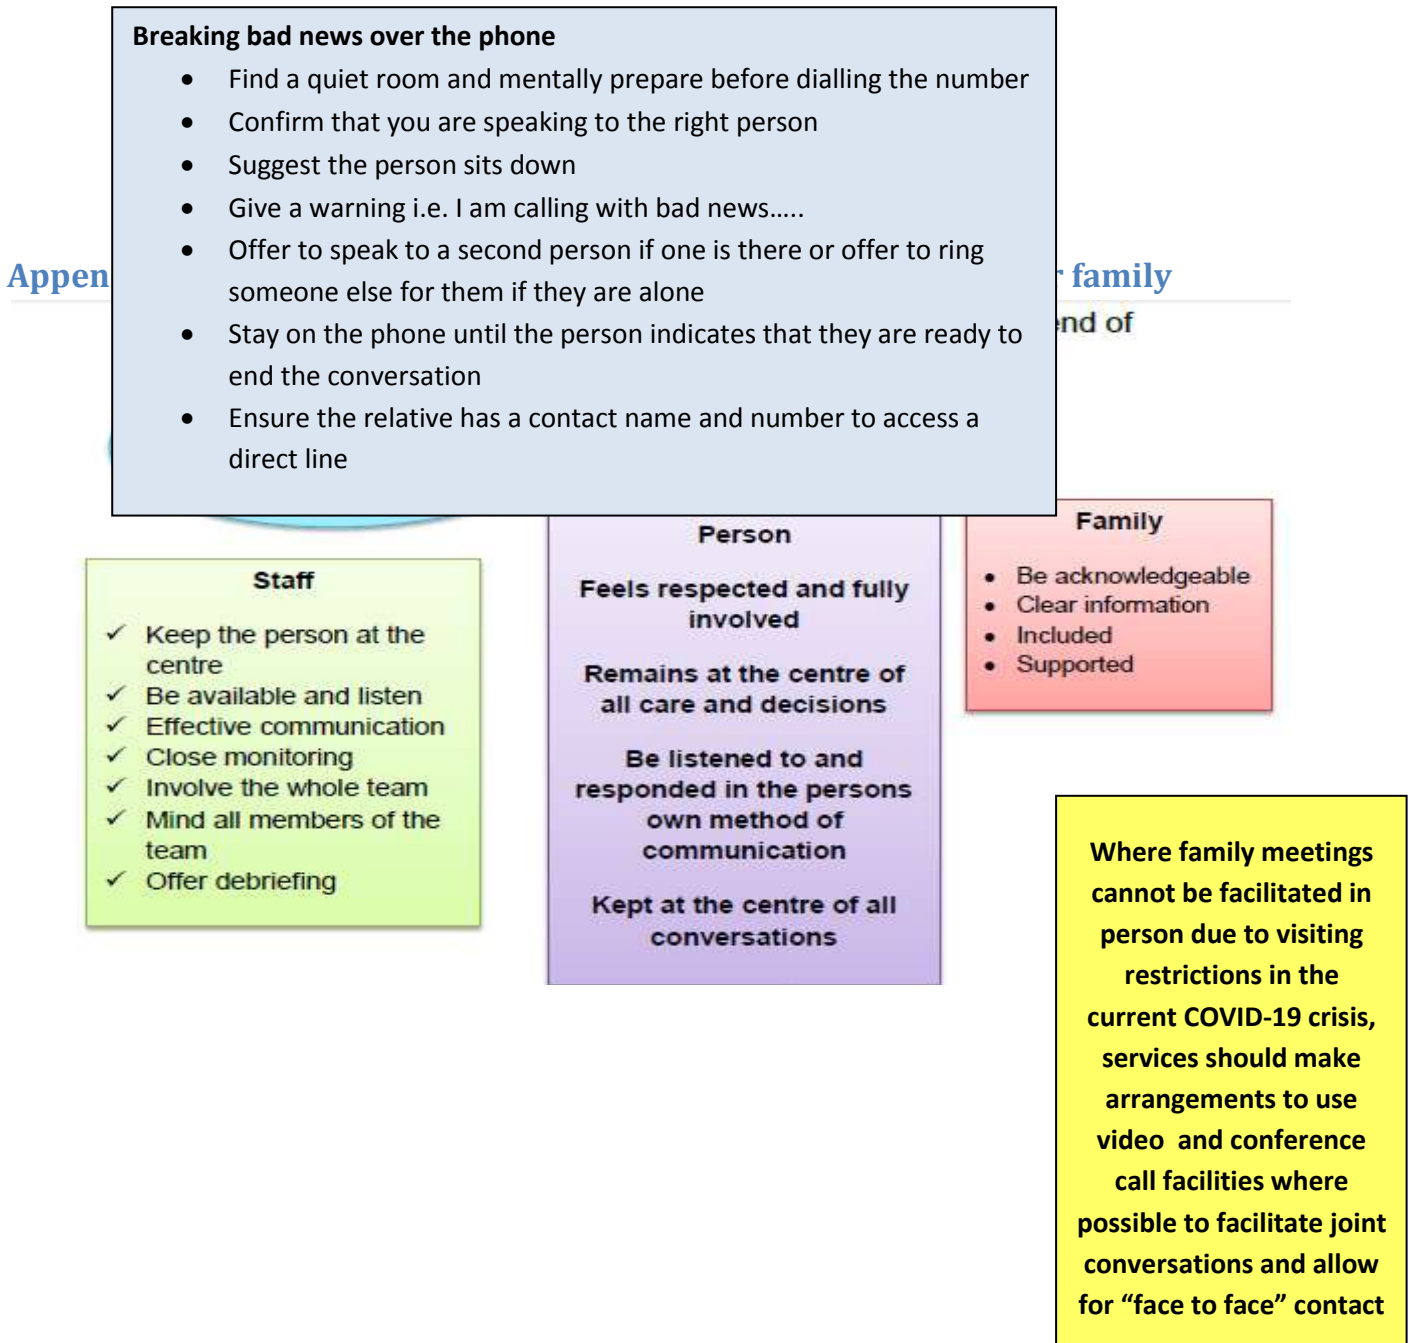 Breaking bad news over the phone
• Find a quiet room and mentally prepare before dialling the number
• Confirm that you are speaking to the right person
• Suggest the person sits down
• Give a warning i.e. I am calling with bad news…..
• Offer to speak to a second person if one is there or offer to ring
someone else for them if they are alone
• Stay on the phone until the person indicates that they are ready to
end the conversation
• Ensure the relative has a contact name and number to access a
direct line
Appen
family
end of
Staff
✓ Keep the person at the
centre
✓ Be available and listen
✓ Effective communication
✓ Close monitoring
✓ Involve the whole team
✓ Mind all members of the
team
✓ Offer debriefing
Person
Feels respected and fully
involved
Remains at the centre of
all care and decisions
Be listened to and
responded in the persons
own method of
communication
Kept at the centre of all
conversations
Family
• Be acknowledgeable
• Clear information
• Included
• Supported
Where family meetings
cannot be facilitated in
person due to visiting
restrictions in the
current COVID-19 crisis,
services should make
arrangements to use
video and conference
call facilities where
possible to facilitate joint
conversations and allow
for “face to face” contact